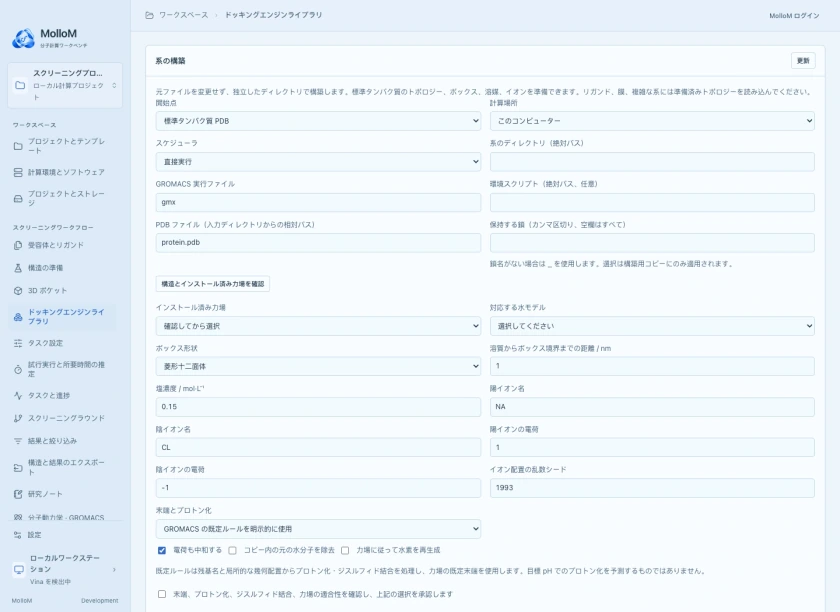 MolloM
分子計算ワークベンチ
スクリーニングプロ...
ローカル計算プロジェク
ト
ワークスペース
プロジェクトとテンプレ
ート
計算環境とソフトウェア
プロジェクトとストレー
ジ
スクリーニングワークフロー
受容体とリガンド
構造の準備
3D ポケット
ドッキングエンジンライ
ブラリ
タスク設定
試行実行と所要時間の推
定
タスクと進捗
スクリーニングラウンド
結果と絞り込み
構造と結果のエクスポー
ト
研究ノート
分子動力学 · GROMACS
設定
ローカルワークステー
ション
Vina を検出中
MolloM
Development
ワークスペース › ドッキングエンジンライブラリ
MolloM ログイン
系の構築
更新
元ファイルを変更せず、独立したディレクトリで構築します。標準タンパク質のトポロジー、ボックス、溶媒、イオンを準備できます。リガンド、膜、複雑な系には準備済みトポロジーを読み込んでください。
開始点
標準タンパク質 PDB
計算場所
このコンピューター
スケジューラ
直接実行
系のディレクトリ（絶対パス）
GROMACS 実行ファイル
gmx
環境スクリプト（絶対パス、任意）
PDB ファイル（入力ディレクトリからの相対パス）
protein.pdb
保持する鎖（カンマ区切り、空欄はすべて）
鎖名がない場合は _ を使用します。選択は構築用コピーにのみ適用されます。
構造とインストール済み力場を確認
インストール済み力場
確認してから選択
対応する水モデル
選択してください
ボックス形状
菱形十二面体
溶質からボックス境界までの距離 / nm
1
塩濃度 / mol·L⁻¹
0.15
陽イオン名
NA
陰イオン名
CL
陽イオンの電荷
1
陰イオンの電荷
-1
イオン配置の乱数シード
1993
末端とプロトン化
GROMACS の既定ルールを明示的に使用
電荷も中和する
コピー内の元の水分子を除去
力場に従って水素を再生成
既定ルールは残基名と局所的な幾何配置からプロトン化・ジスルフィド結合を処理し、力場の既定末端を使用します。目標 pH でのプロトン化を予測するものではありません。
末端、プロトン化、ジスルフィド結合、力場の適合性を確認し、上記の選択を承認します